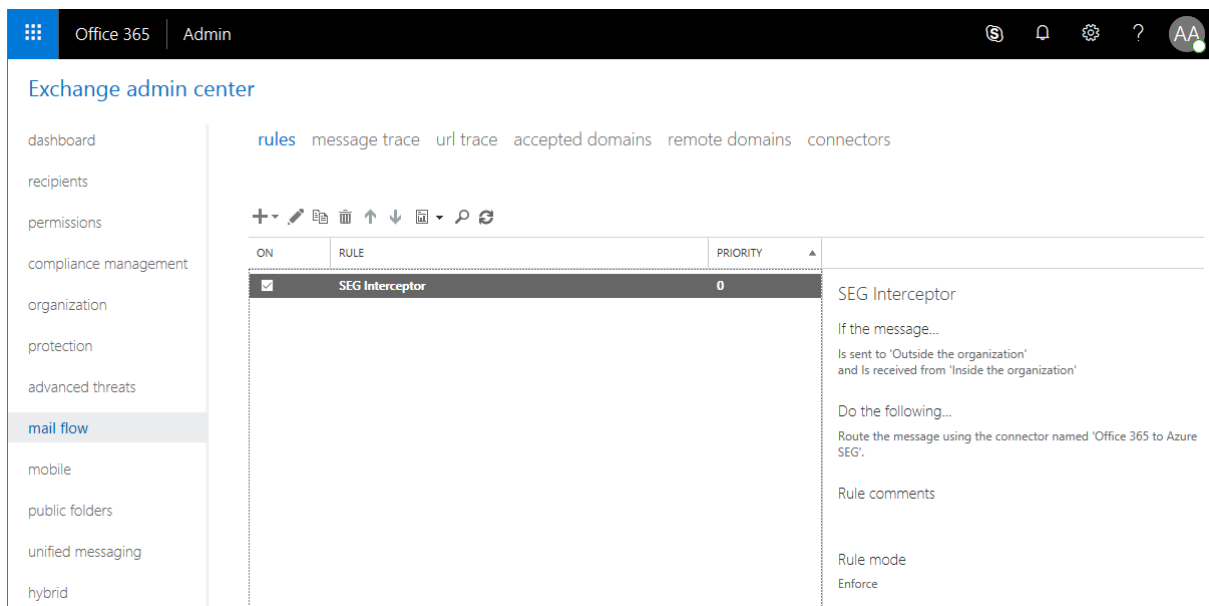 Office 365 Admin
AA
Exchange admin center
dashboard
recipients
permissions
compliance management
organization
protection
advanced threats
mail flow
mobile
public folders
unified messaging
hybrid
rules message trace url trace accepted domains remote domains connectors
ON RULE PRIORITY
SEG Interceptor 0
SEG Interceptor
If the message...
Is sent to 'Outside the organization'
and Is received from 'Inside the organization'
Do the following...
Route the message using the connector named 'Office 365 to Azure
SEG'.
Rule comments
Rule mode
Enforce